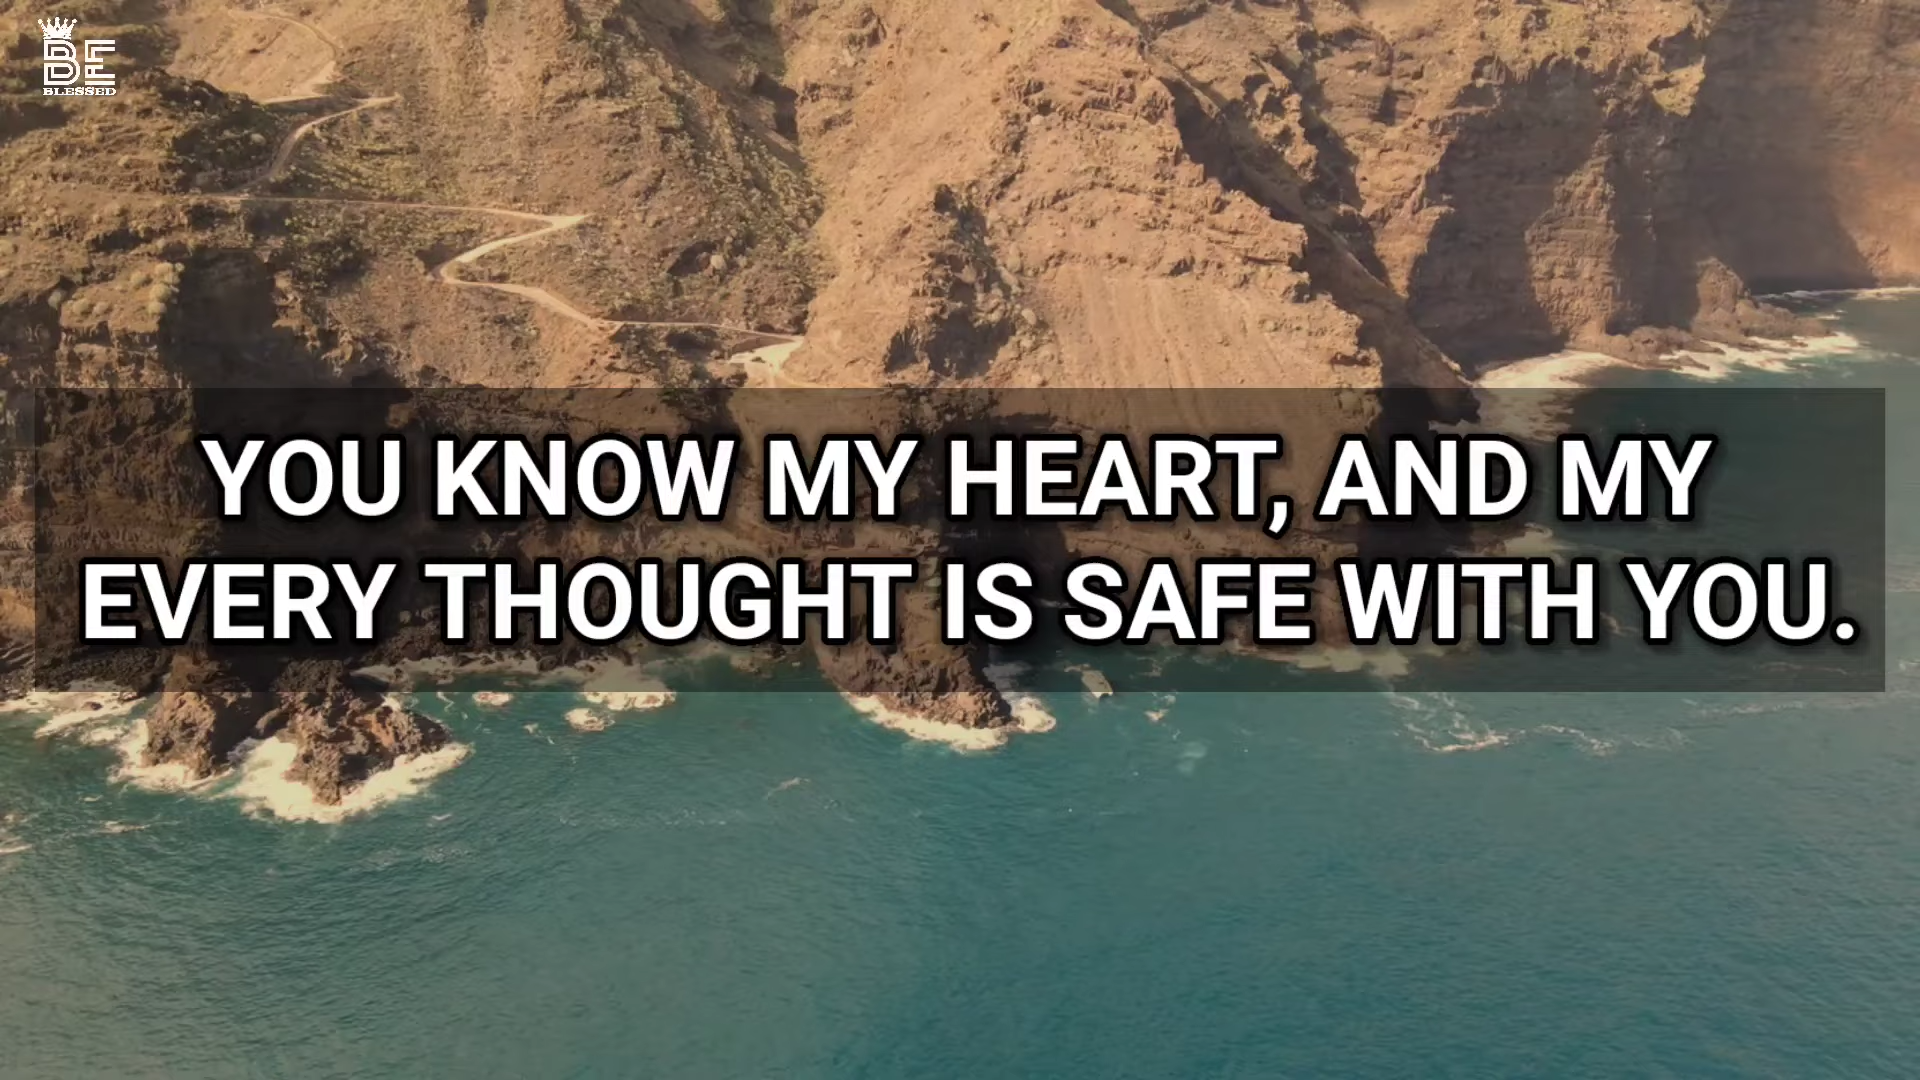 BE
BLESSED
YOU KNOW MY HEART, AND MY
EVERY THOUGHT IS SAFE WITH YOU.